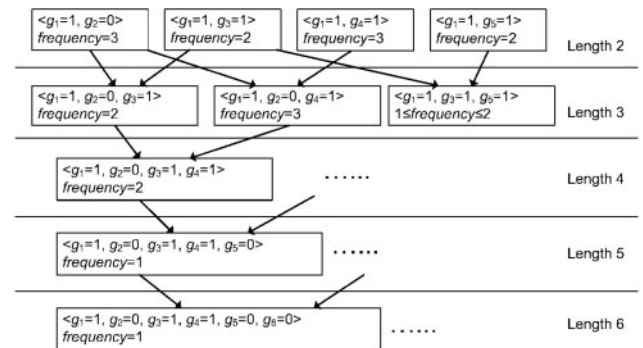 <g₁=1, g₂=0>
frequency=3
<g₁=1, g₃=1>
frequency=2
<g₁=1, g₄=1>
frequency=3
<g₁=1, g₅=1>
frequency=2
Length 2
<g₁=1, g₂=0, g₃=1>
frequency=2
<g₁=1, g₂=0, g₄=1>
frequency=3
<g₁=1, g₃=1, g₅=1>
1≤frequency≤2
Length 3
<g₁=1, g₂=0, g₃=1, g₄=1>
frequency=2
......
Length 4
<g₁=1, g₂=0, g₃=1, g₄=1, g₅=0>
frequency=1
......
Length 5
<g₁=1, g₂=0, g₃=1, g₄=1, g₅=0, g₆=0>
frequency=1
......
Length 6